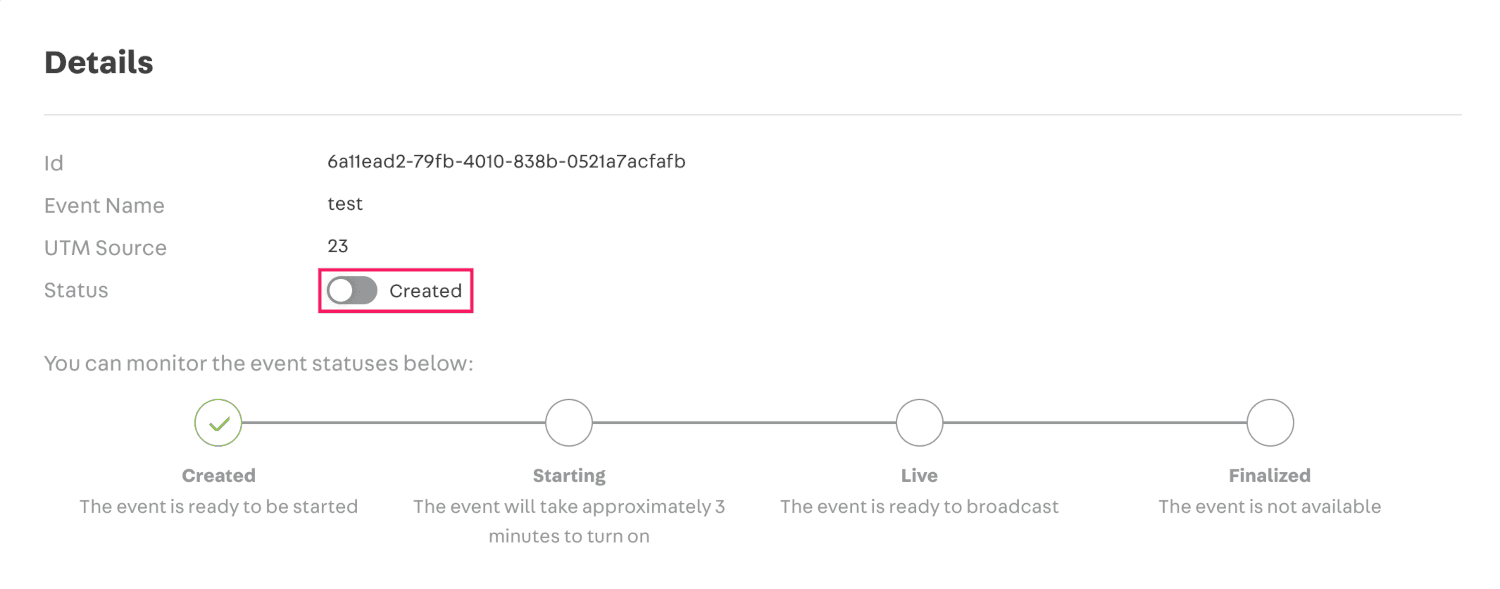 Details
Id 6a11ead2-79fb-4010-838b-0521a7acfafb
Event Name test
UTM Source 23
Status Created
You can monitor the event statuses below:
Created Starting Live Finalized
The event is ready to be started The event will take approximately 3 The event is ready to broadcast The event is not available
minutes to turn on